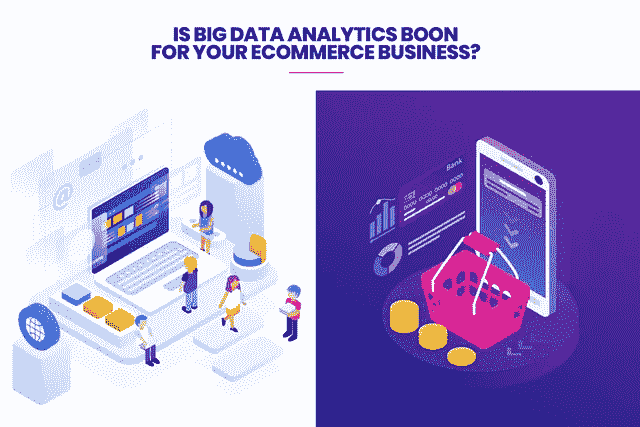 IS BIG DATA ANALYTICS BOON
FOR YOUR ECOMMERCE BUSINESS?
Bank
@